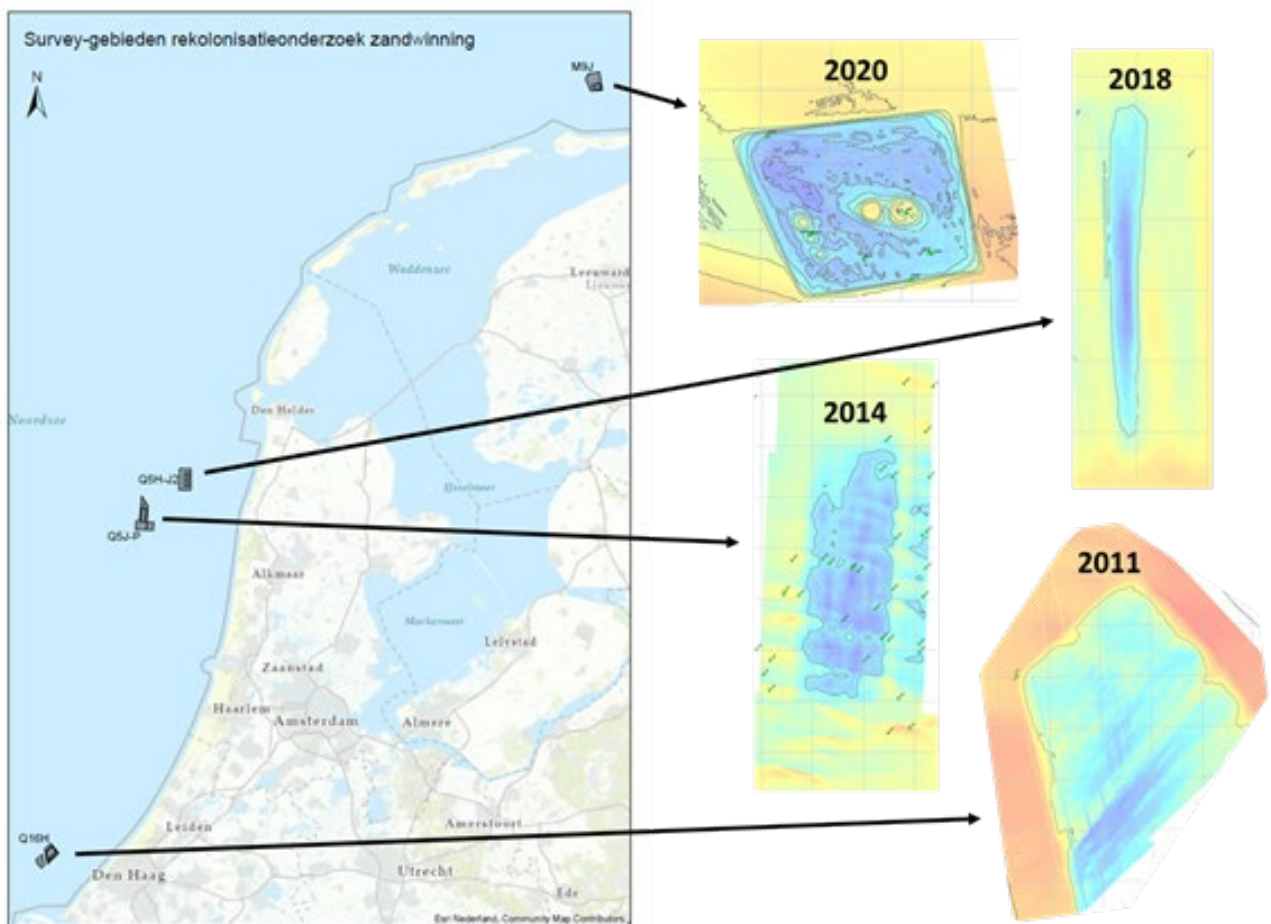 Survey-gebieden rekolonisatieonderzoek zandwinning
N
M9J
2020
2018
Waddenzee
Leeuward
Noordzee
Den Helder
2014
Q5H-J2
IJsselmeer
Q5J-P
2011
Alkmaar
Markermeer
Lelystad
Zaanstad
Haarlem
Amsterdam
Almere
Leiden
Amersfoort
Q16H
Den Haag
Utrecht
Ede
Esri Nederland, Community Map Contributors